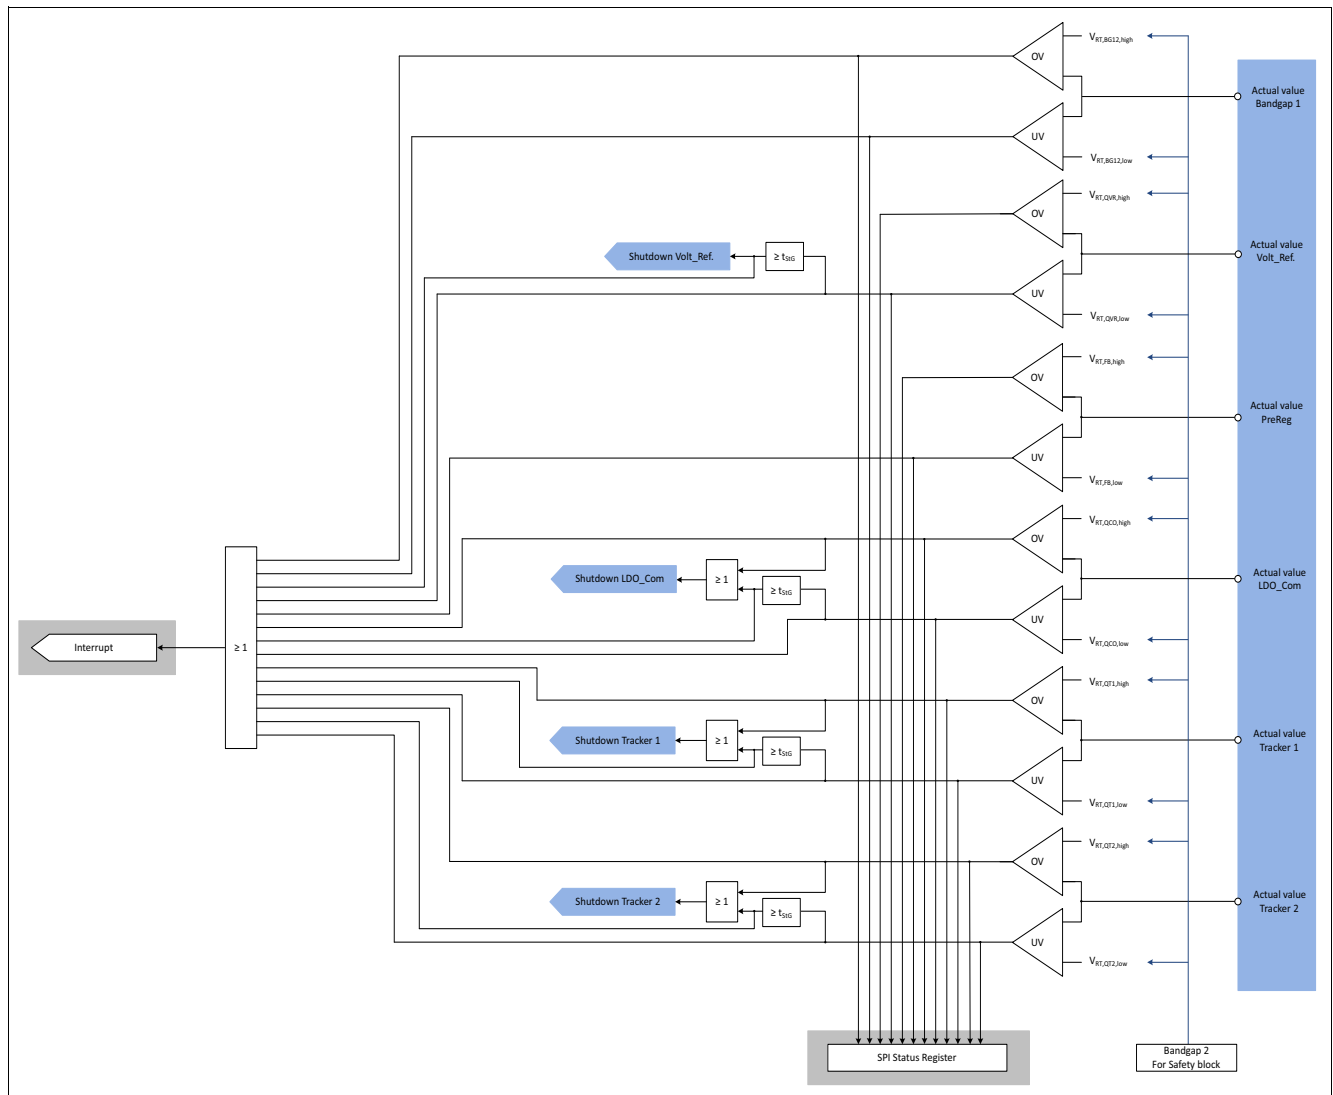 V_RT,BG12,high
OV
Actual value
Bandgap 1
UV
V_RT,BG12,low
V_RT,QVR,high
OV
Shutdown Volt_Ref.
≥ t_StG
Actual value
Volt_Ref.
UV
V_RT,QVR,low
V_RT,FB,high
OV
Actual value
PreReg
UV
V_RT,FB,low
V_RT,QCO,high
OV
Shutdown LDO_Com
≥ 1
≥ t_StG
Actual value
LDO_Com
UV
V_RT,QCO,low
Interrupt
≥ 1
V_RT,QT1,high
OV
Shutdown Tracker 1
≥ 1
≥ t_StG
Actual value
Tracker 1
UV
V_RT,QT1,low
V_RT,QT2,high
OV
Shutdown Tracker 2
≥ 1
≥ t_StG
Actual value
Tracker 2
UV
V_RT,QT2,low
SPI Status Register
Bandgap 2
For Safety block